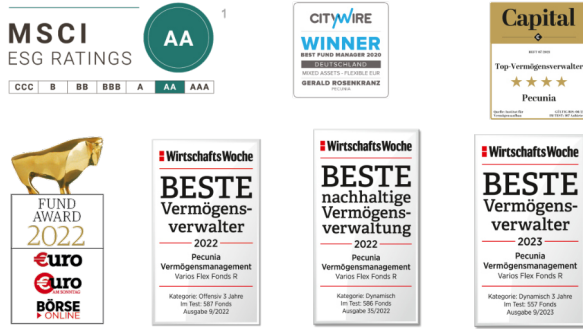 MSCI
ESG RATINGS
AA
1
CCC B BB BBB A AA AAA
CITYWIRE
WINNER
BEST FUND MANAGER 2020
DEUTSCHLAND
MIXED ASSETS - FLEXIBLE EUR
GERALD ROSENKRANZ
PECUNIA
Capital
Top-Vermögensverwalter
Pecunia
FUND
AWARD
2022
€uro
€uro
AM SONNTAG
BÖRSE
ONLINE
WirtschaftsWoche
BESTE
Vermögens-
verwalter
2022
Pecunia
Vermögensmanagement
Varios Flex Fonds R
Kategorie: Offensiv 3 Jahre
Im Test: 587 Fonds
Ausgabe 9/2022
WirtschaftsWoche
BESTE
nachhaltige
Vermögens-
verwaltung
2022
Pecunia
Vermögensmanagement
Varios Flex Fonds R
Kategorie: Dynamisch
Im Test: 586 Fonds
Ausgabe 35/2022
WirtschaftsWoche
BESTE
Vermögens-
verwalter
2023
Pecunia
Vermögensmanagement
Varios Flex Fonds R
Kategorie: Dynamisch 3 Jahre
Im Test: 557 Fonds
Ausgabe 9/2023